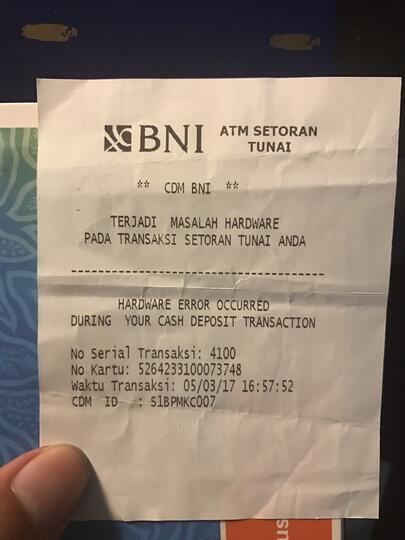 BNI ATM SETORAN
TUNAI
** CDM BNI **
TERJADI MASALAH HARDWARE
PADA TRANSAKSI SETORAN TUNAI ANDA
------------------------------------
HARDWARE ERROR OCCURRED
DURING YOUR CASH DEPOSIT TRANSACTION
No Serial Transaksi: 4100
No Kartu: 5264233100073748
Waktu Transaksi: 05/03/17 16:57:52
CDM ID : S1BPMKC007
us